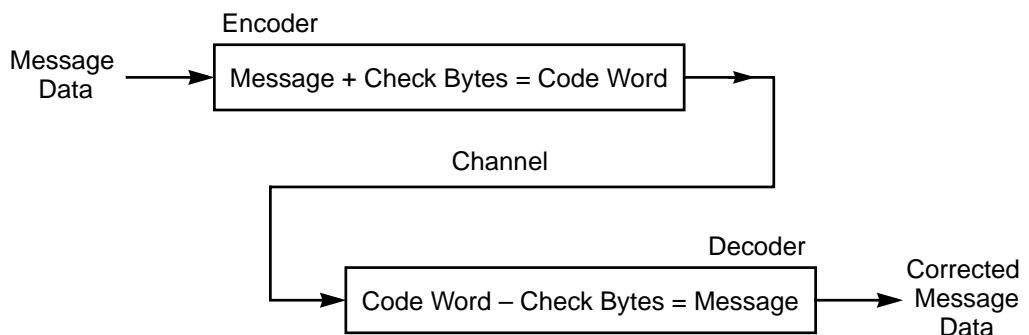 Encoder
Message
Data
Message + Check Bytes = Code Word
Channel
Decoder
Code Word – Check Bytes = Message
Corrected
Message
Data